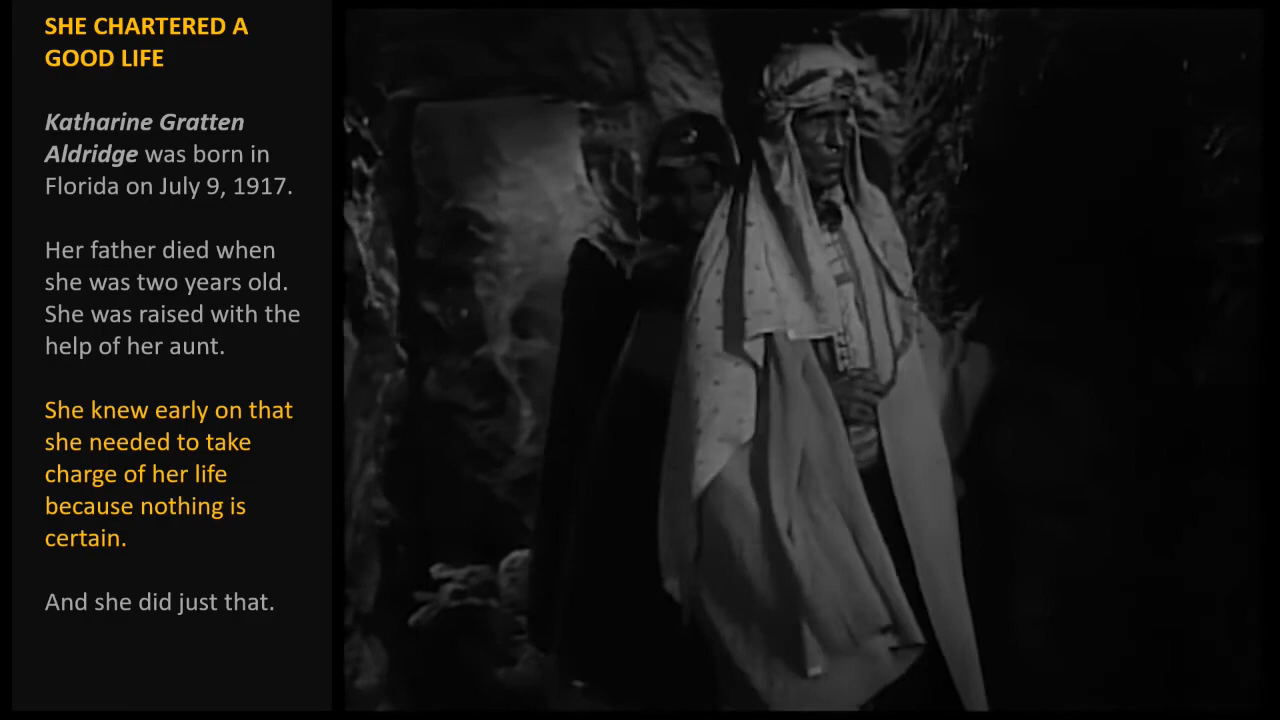 SHE CHARTERED A
GOOD LIFE
Katharine Gratten
Aldridge was born in
Florida on July 9, 1917.
Her father died when
she was two years old.
She was raised with the
help of her aunt.
She knew early on that
she needed to take
charge of her life
because nothing is
certain.
And she did just that.